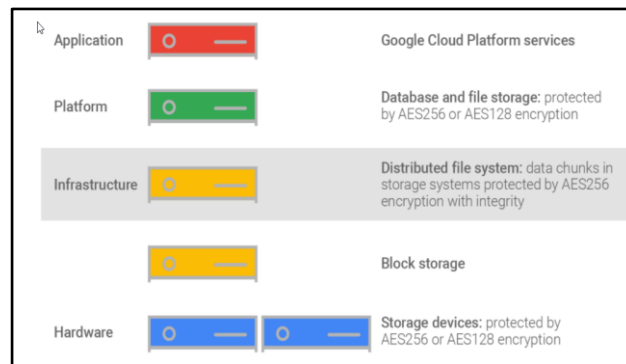 Application
Google Cloud Platform services
Platform
Database and file storage: protected
by AES256 or AES128 encryption
Infrastructure
Distributed file system: data chunks in
storage systems protected by AES256
encryption with integrity
Block storage
Hardware
Storage devices: protected by
AES256 or AES128 encryption